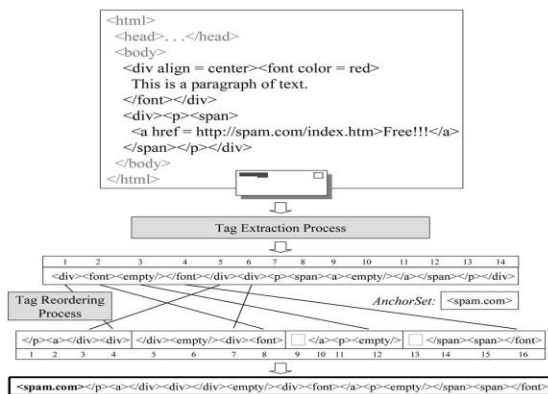 <html>
<head>. . .</head>
<body>
<div align = center><font color = red>
This is a paragraph of text.
</font></div>
<div><p><span>
<a href = http://spam.com/index.htm>Free!!!</a>
</span></p></div>
</body>
</html>
Tag Extraction Process
1 2 3 4 5 6 7 8 9 10 11 12 13 14
<div><font><empty/></font></div><div><p><span><a><empty/></a></span></p></div>
Tag Reordering
Process
AnchorSet: <spam.com>
</p><a></div><div> </div><empty/><div><font> </a><p><empty/> </span><span></font>
1 2 3 4 5 6 7 8 9 10 11 12 13 14 15 16
<spam.com></p><a></div><div></div><empty/><div><font></a><p><empty/></span><span></font>